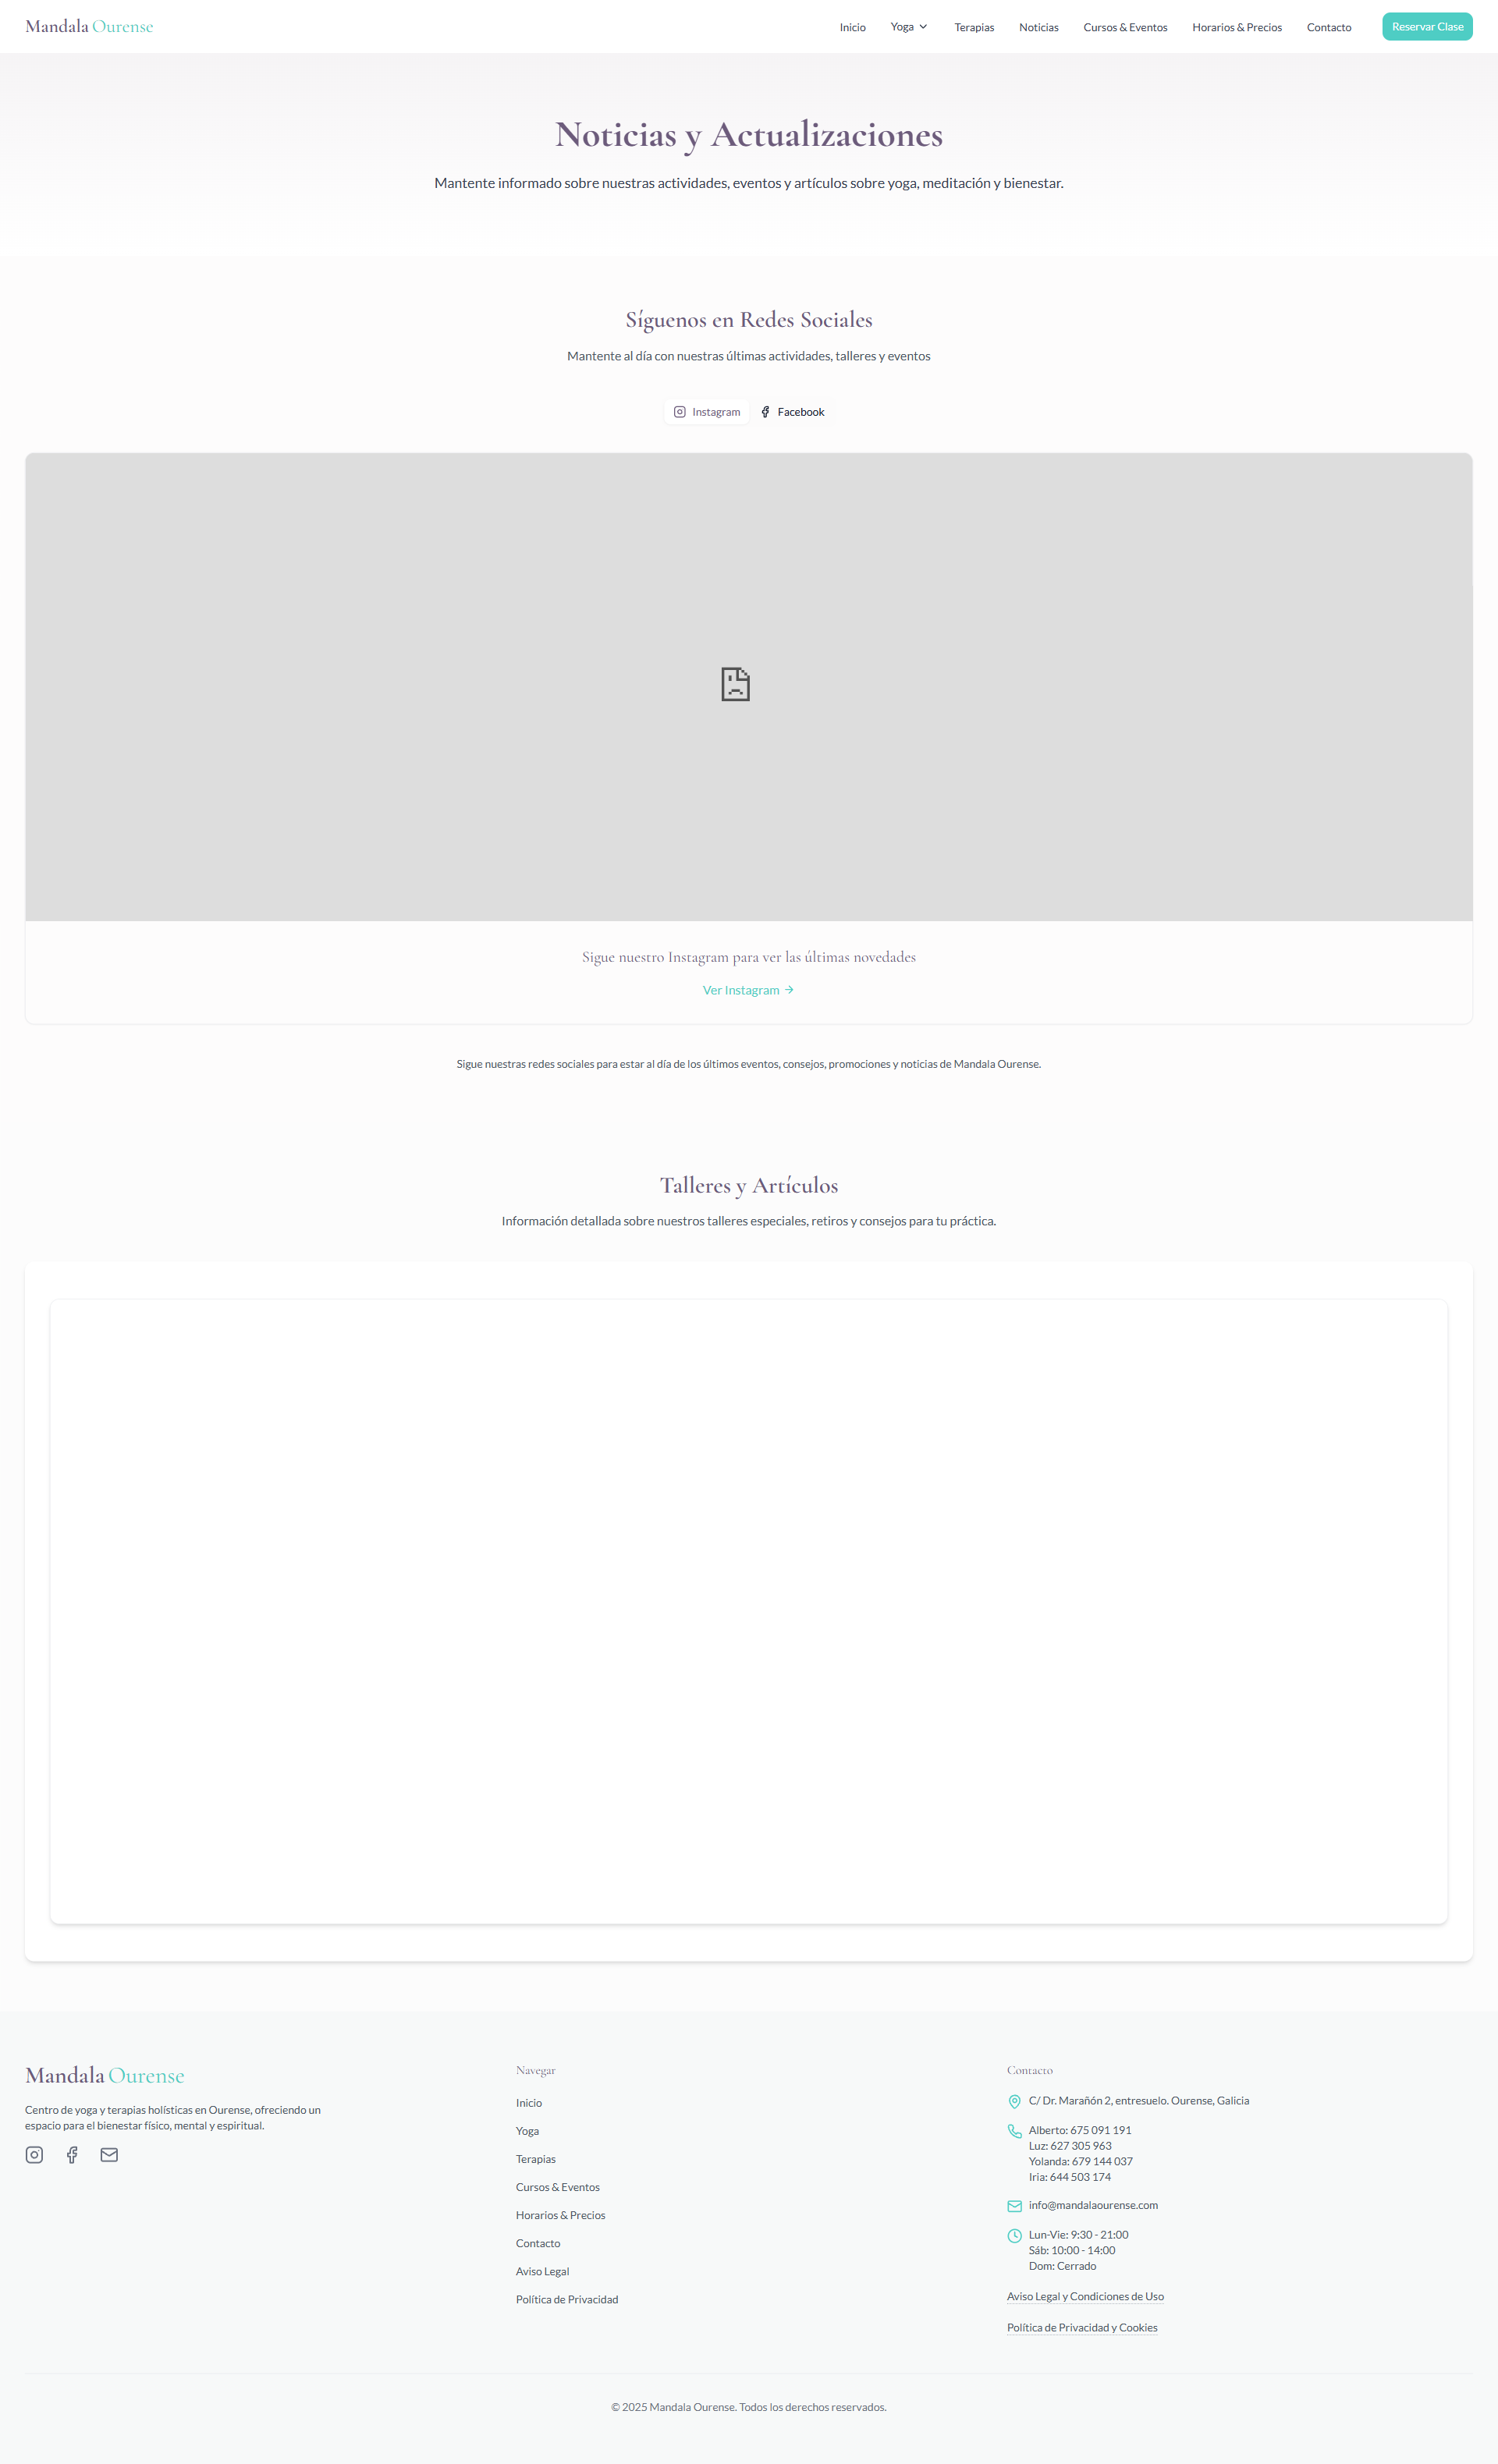 Mandala Ourense
Inicio
Yoga
Terapias
Noticias
Cursos & Eventos
Horarios & Precios
Contacto
Reservar Clase
Noticias y Actualizaciones
Mantente informado sobre nuestras actividades, eventos y artículos sobre yoga, meditación y bienestar.
Síguenos en Redes Sociales
Mantente al día con nuestras últimas actividades, talleres y eventos
Instagram
Facebook
Sigue nuestro Instagram para ver las últimas novedades
Ver Instagram →
Sigue nuestras redes sociales para estar al día de los últimos eventos, consejos, promociones y noticias de Mandala Ourense.
Talleres y Artículos
Información detallada sobre nuestros talleres especiales, retiros y consejos para tu práctica.
Mandala Ourense
Centro de yoga y terapias holísticas en Ourense, ofreciendo un
espacio para el bienestar físico, mental y espiritual.
Navegar
Inicio
Yoga
Terapias
Cursos & Eventos
Horarios & Precios
Contacto
Aviso Legal
Política de Privacidad
Contacto
C/ Dr. Marañón 2, entresuelo. Ourense, Galicia
Alberto: 675 091 191
Luz: 627 305 963
Yolanda: 679 144 037
Iria: 644 503 174
info@mandalaourense.com
Lun-Vie: 9:30 - 21:00
Sáb: 10:00 - 14:00
Dom: Cerrado
Aviso Legal y Condiciones de Uso
Política de Privacidad y Cookies
© 2025 Mandala Ourense. Todos los derechos reservados.